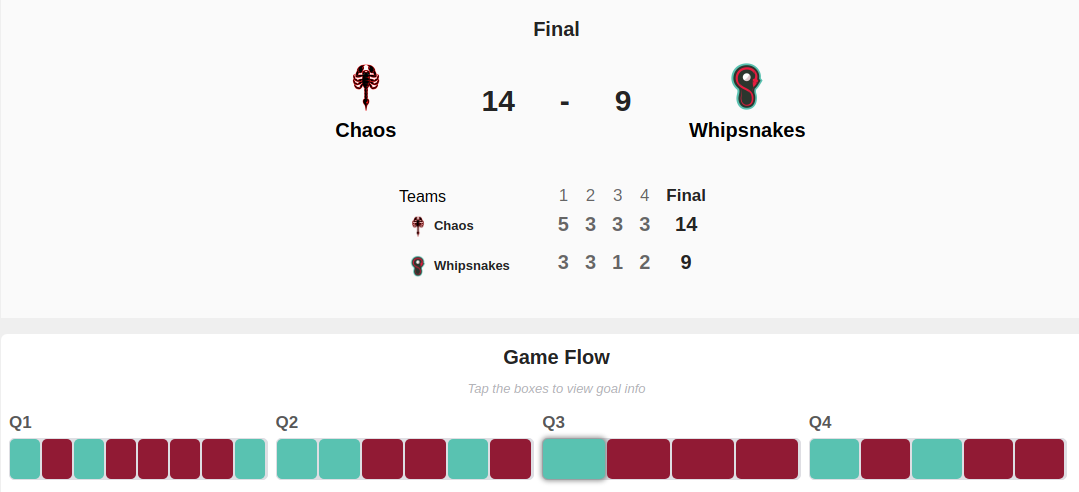 Final
14 - 9
Chaos Whipsnakes
Teams 1 2 3 4 Final
Chaos 5 3 3 3 14
Whipsnakes 3 3 1 2 9
Game Flow
Tap the boxes to view goal info
Q1 Q2 Q3 Q4